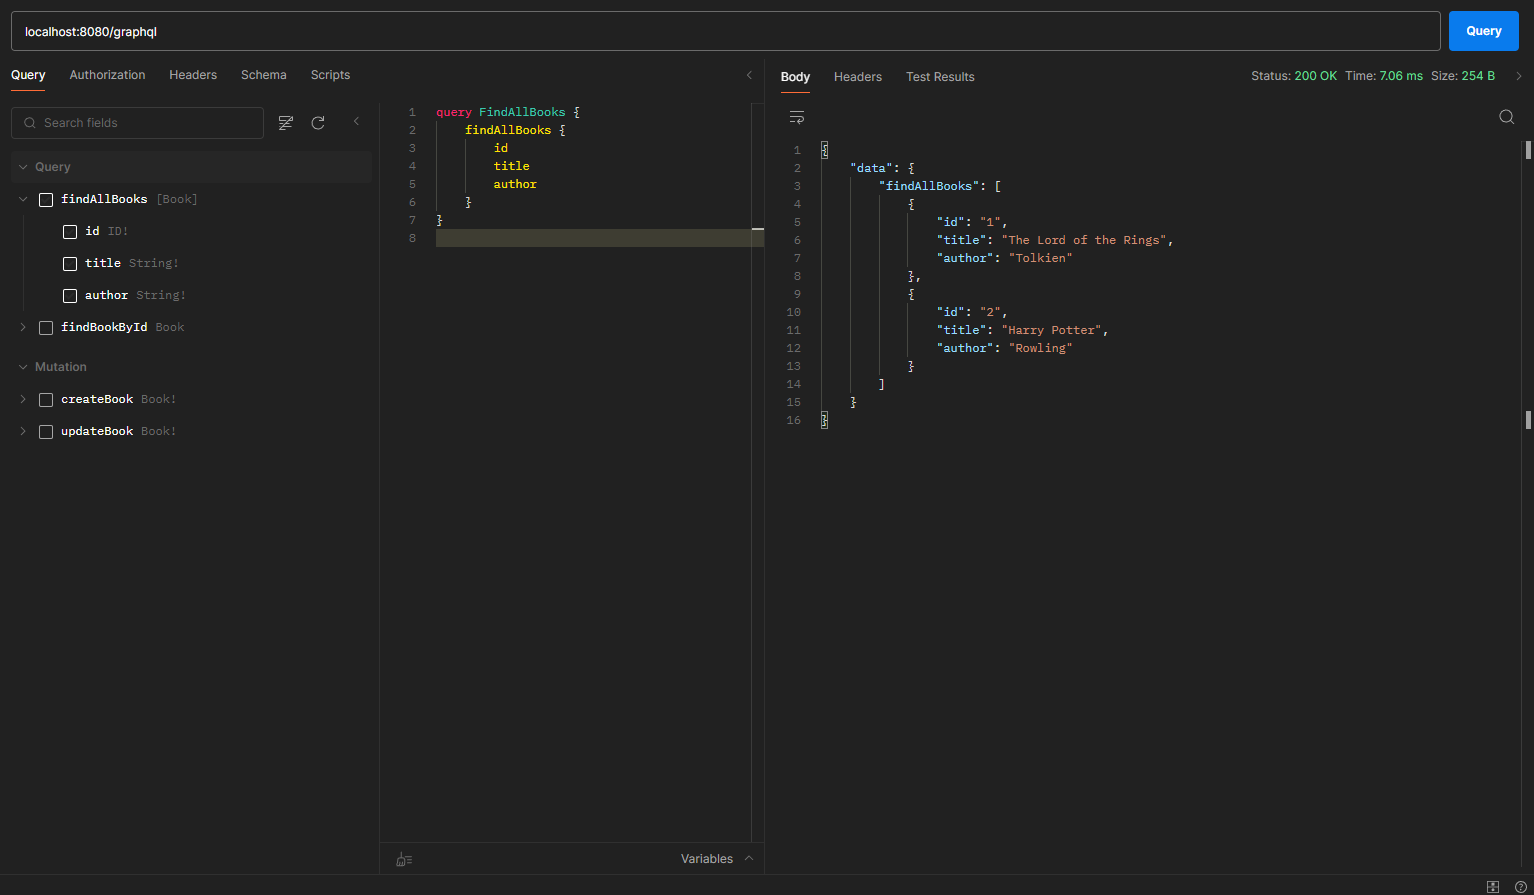 localhost:8080/graphql
Query
Query Authorization Headers Schema Scripts
Search fields
Query
findAllBooks [Book]
id ID!
title String!
author String!
findBookById Book
Mutation
createBook Book!
updateBook Book!
1 query FindAllBooks {
2 findAllBooks {
3 id
4 title
5 author
6 }
7 }
8
Variables
Body Headers Test Results
Status: 200 OK Time: 7.06 ms Size: 254 B
1 {
2 "data": {
3 "findAllBooks": [
4 {
5 "id": "1",
6 "title": "The Lord of the Rings",
7 "author": "Tolkien"
8 },
9 {
10 "id": "2",
11 "title": "Harry Potter",
12 "author": "Rowling"
13 }
14 ]
15 }
16 }